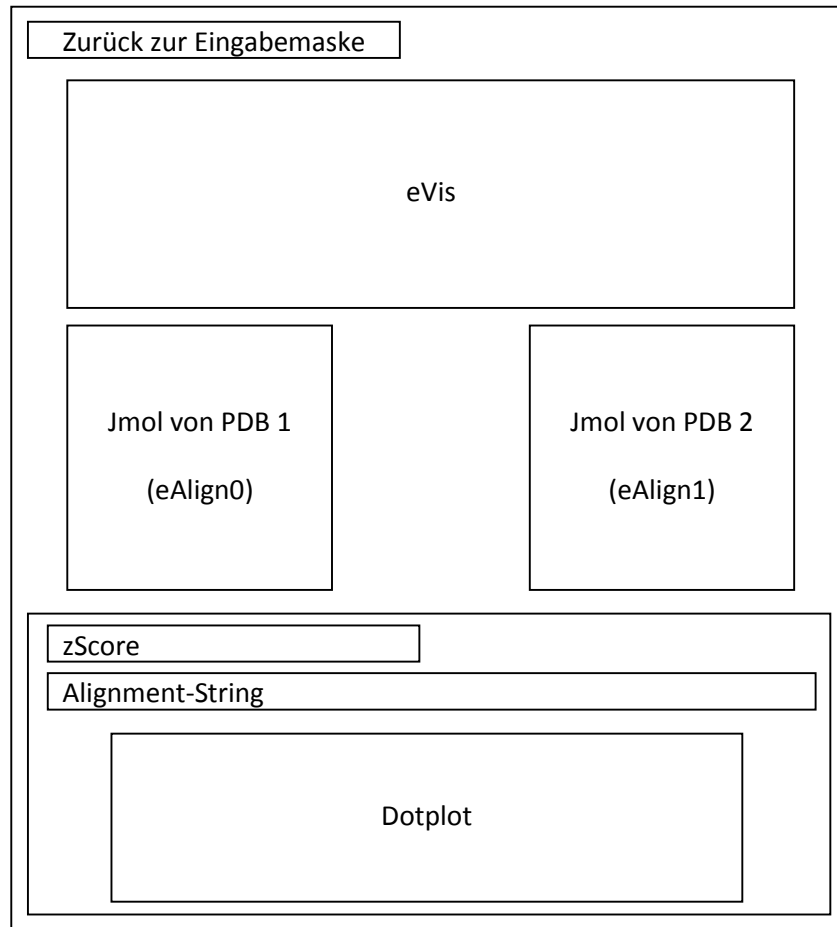 Zurück zur Eingabemaske
eVis
Jmol von PDB 1
(eAlign0)
Jmol von PDB 2
(eAlign1)
zScore
Alignment-String
Dotplot